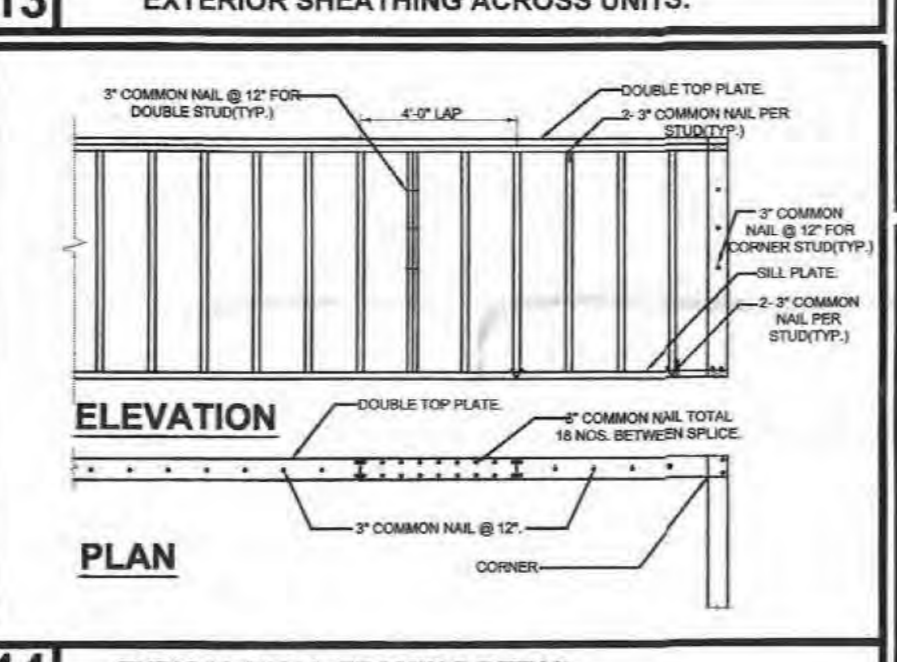 13
EXTERIOR SHEATHING ACROSS UNITS.
3" COMMON NAIL @ 12" FOR
DOUBLE STUD(TYP.)
4'-0" LAP
DOUBLE TOP PLATE.
2- 3" COMMON NAIL PER
STUD(TYP.)
3" COMMON
NAIL @ 12" FOR
CORNER STUD(TYP.)
SILL PLATE.
2- 3" COMMON
NAIL PER
STUD(TYP.)
ELEVATION
DOUBLE TOP PLATE.
3" COMMON NAIL TOTAL
18 NOS. BETWEEN SPLICE.
3" COMMON NAIL @ 12".
PLAN
CORNER